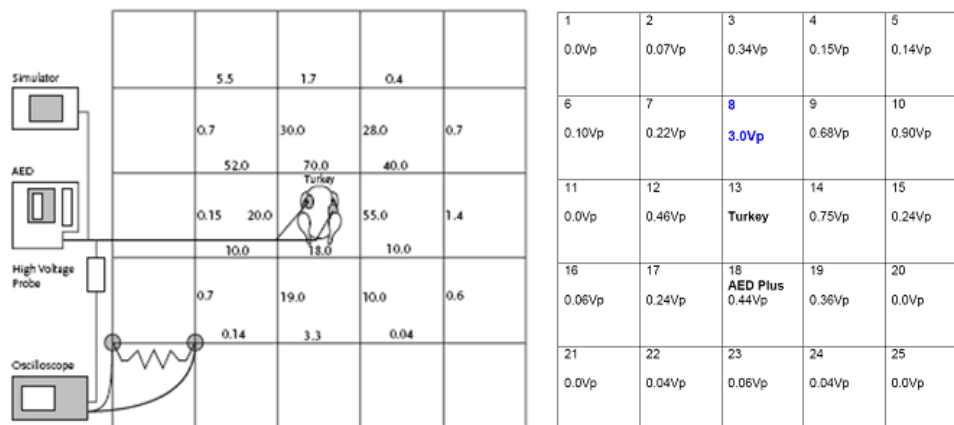 5.5 1.7 0.4
Simulator
0.7 30.0 28.0 0.7
52.0 70.0 40.0
AED
Turkey
0.15 20.0 55.0 1.4
10.0 18.0 10.0
High Voltage
Probe
0.7 19.0 10.0 0.6
0.14 3.3 0.04
Oscilloscope
1 2 3 4 5
0.0Vp 0.07Vp 0.34Vp 0.15Vp 0.14Vp
6 7 8 9 10
0.10Vp 0.22Vp 3.0Vp 0.68Vp 0.90Vp
11 12 13 14 15
0.0Vp 0.46Vp Turkey 0.75Vp 0.24Vp
16 17 18 19 20
AED Plus
0.06Vp 0.24Vp 0.44Vp 0.36Vp 0.0Vp
21 22 23 24 25
0.0Vp 0.04Vp 0.06Vp 0.04Vp 0.0Vp